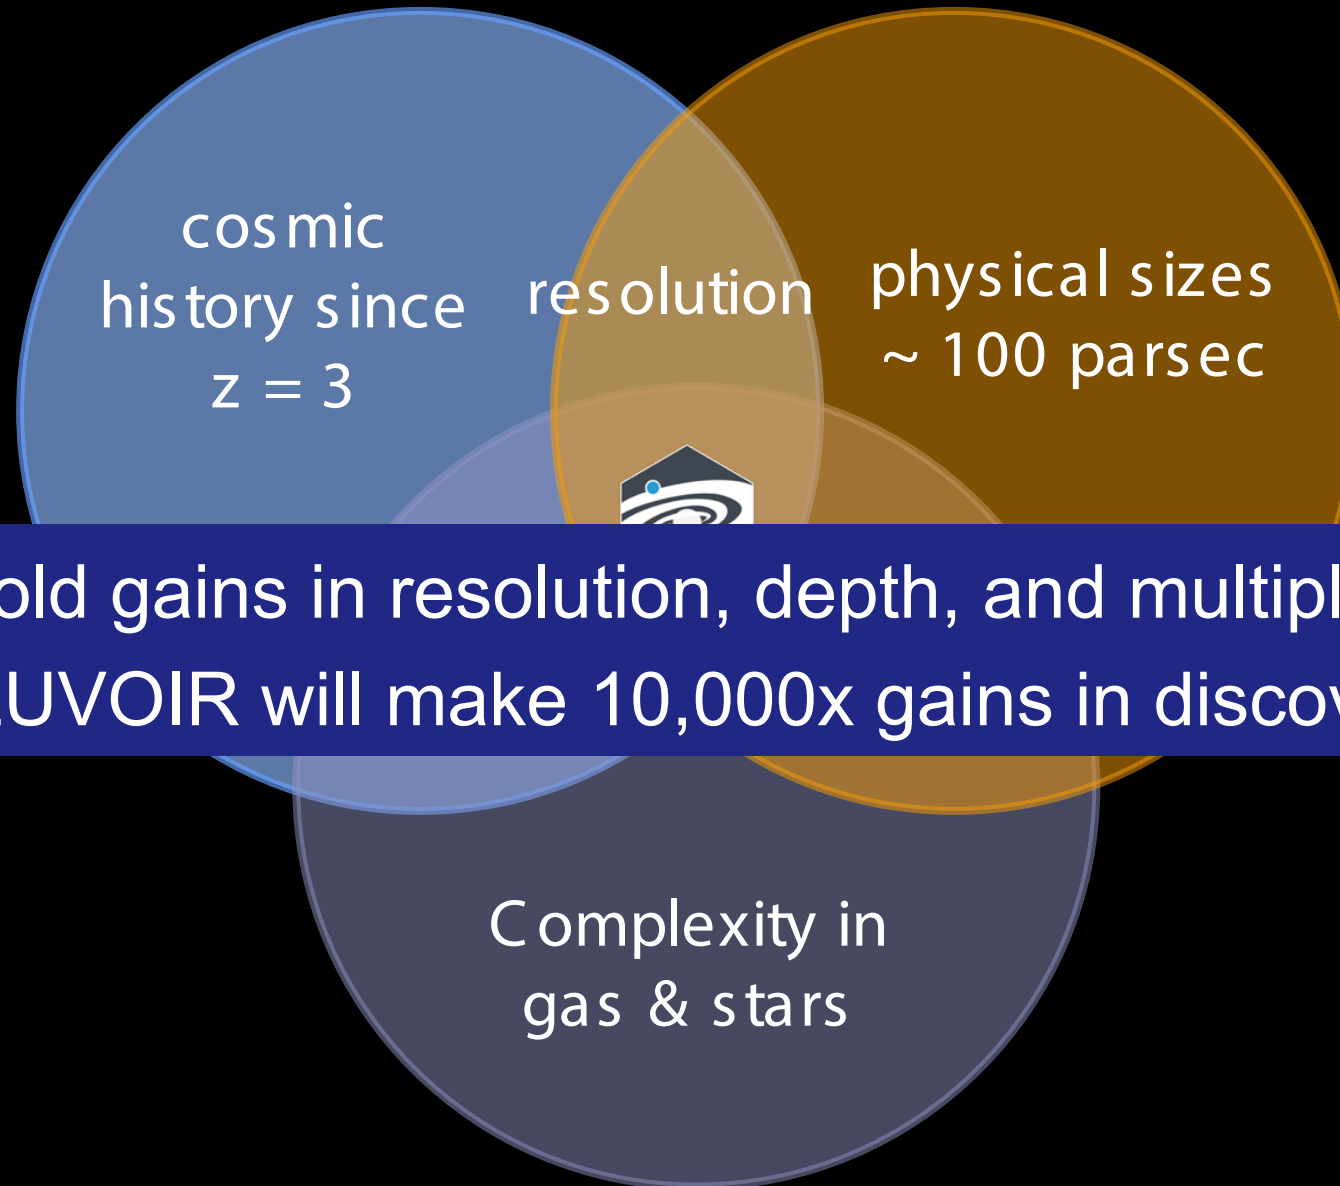 cosmic
history since
z = 3
resolution
physical sizes
~ 100 parsec
old gains in resolution, depth, and multipl
UVOIR will make 10,000x gains in discov
Complexity in
gas & stars